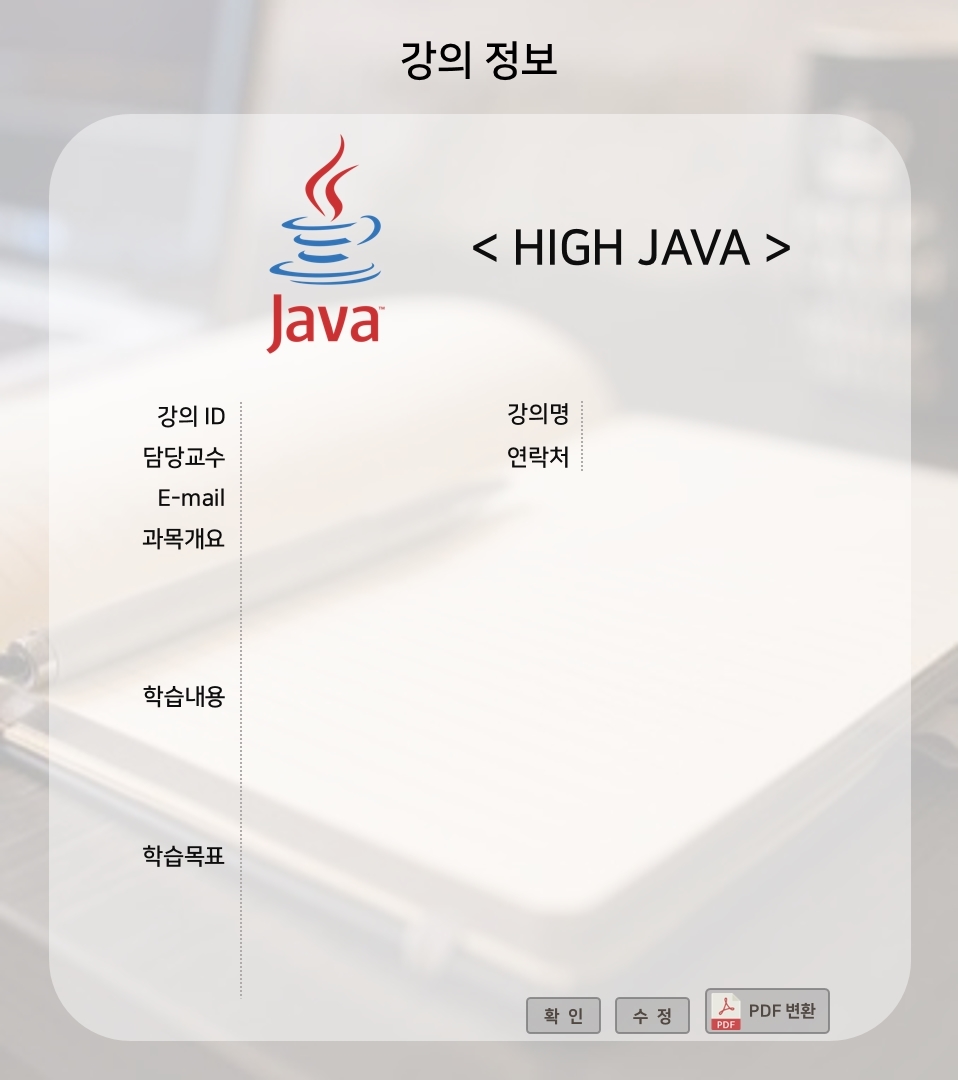 강의 정보
Java™
< HIGH JAVA >
강의 ID
강의명
담당교수
연락처
E-mail
과목개요
학습내용
학습목표
확 인
수 정
PDF
PDF 변환